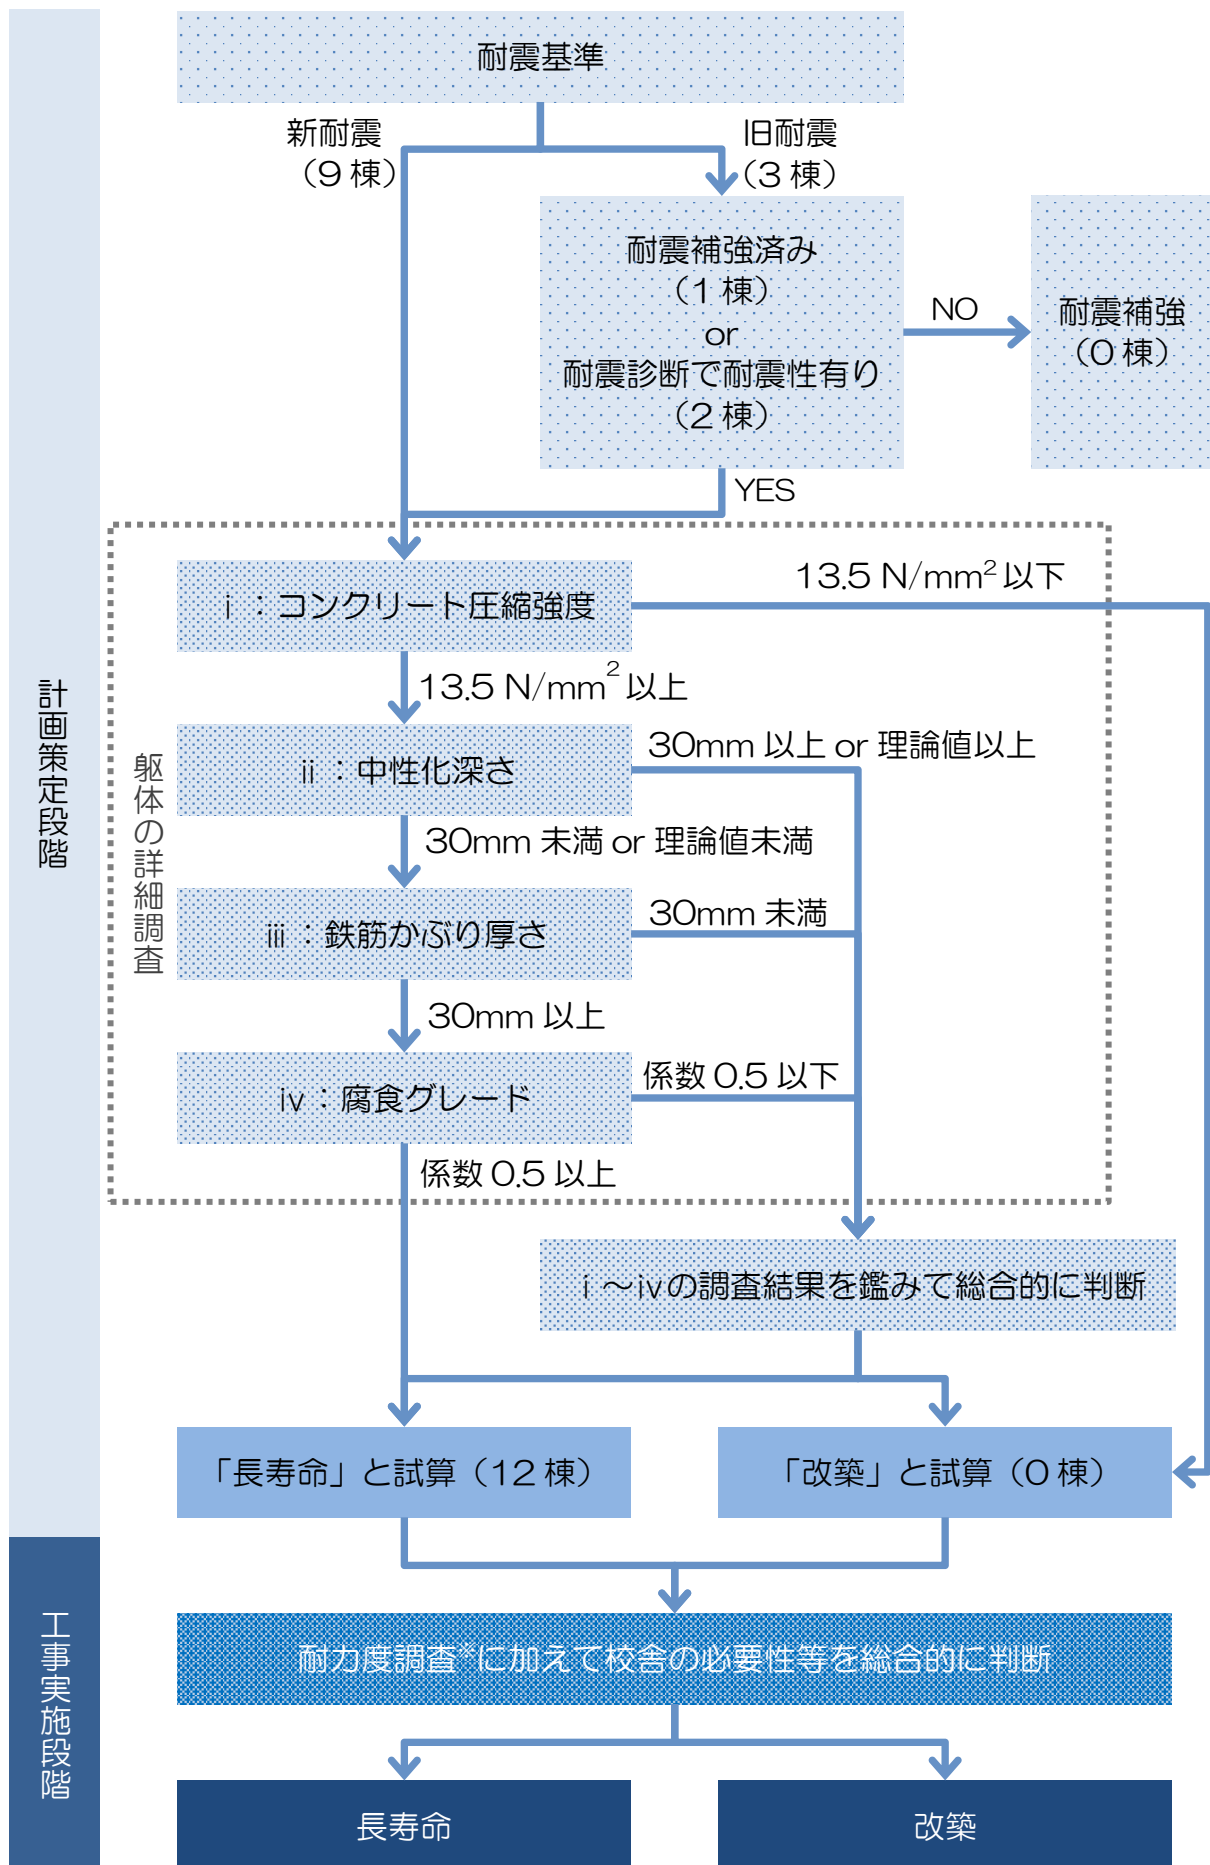 耐震基準
新耐震
（9 棟）
旧耐震
（3 棟）
耐震補強済み
（1 棟）
or
耐震診断で耐震性有り
（2 棟）
NO
耐震補強
（0 棟）
YES
計画策定段階
躯体の詳細調査
ⅰ：コンクリート圧縮強度
13.5 N/mm² 以下
13.5 N/mm² 以上
ⅱ：中性化深さ
30mm 以上 or 理論値以上
30mm 未満 or 理論値未満
ⅲ：鉄筋かぶり厚さ
30mm 未満
30mm 以上
ⅳ：腐食グレード
係数 0.5 以下
係数 0.5 以上
ⅰ～ⅳの調査結果を鑑みて総合的に判断
「長寿命」と試算（12 棟）
「改築」と試算（0 棟）
工事実施段階
耐力度調査※に加えて校舎の必要性等を総合的に判断
長寿命
改築